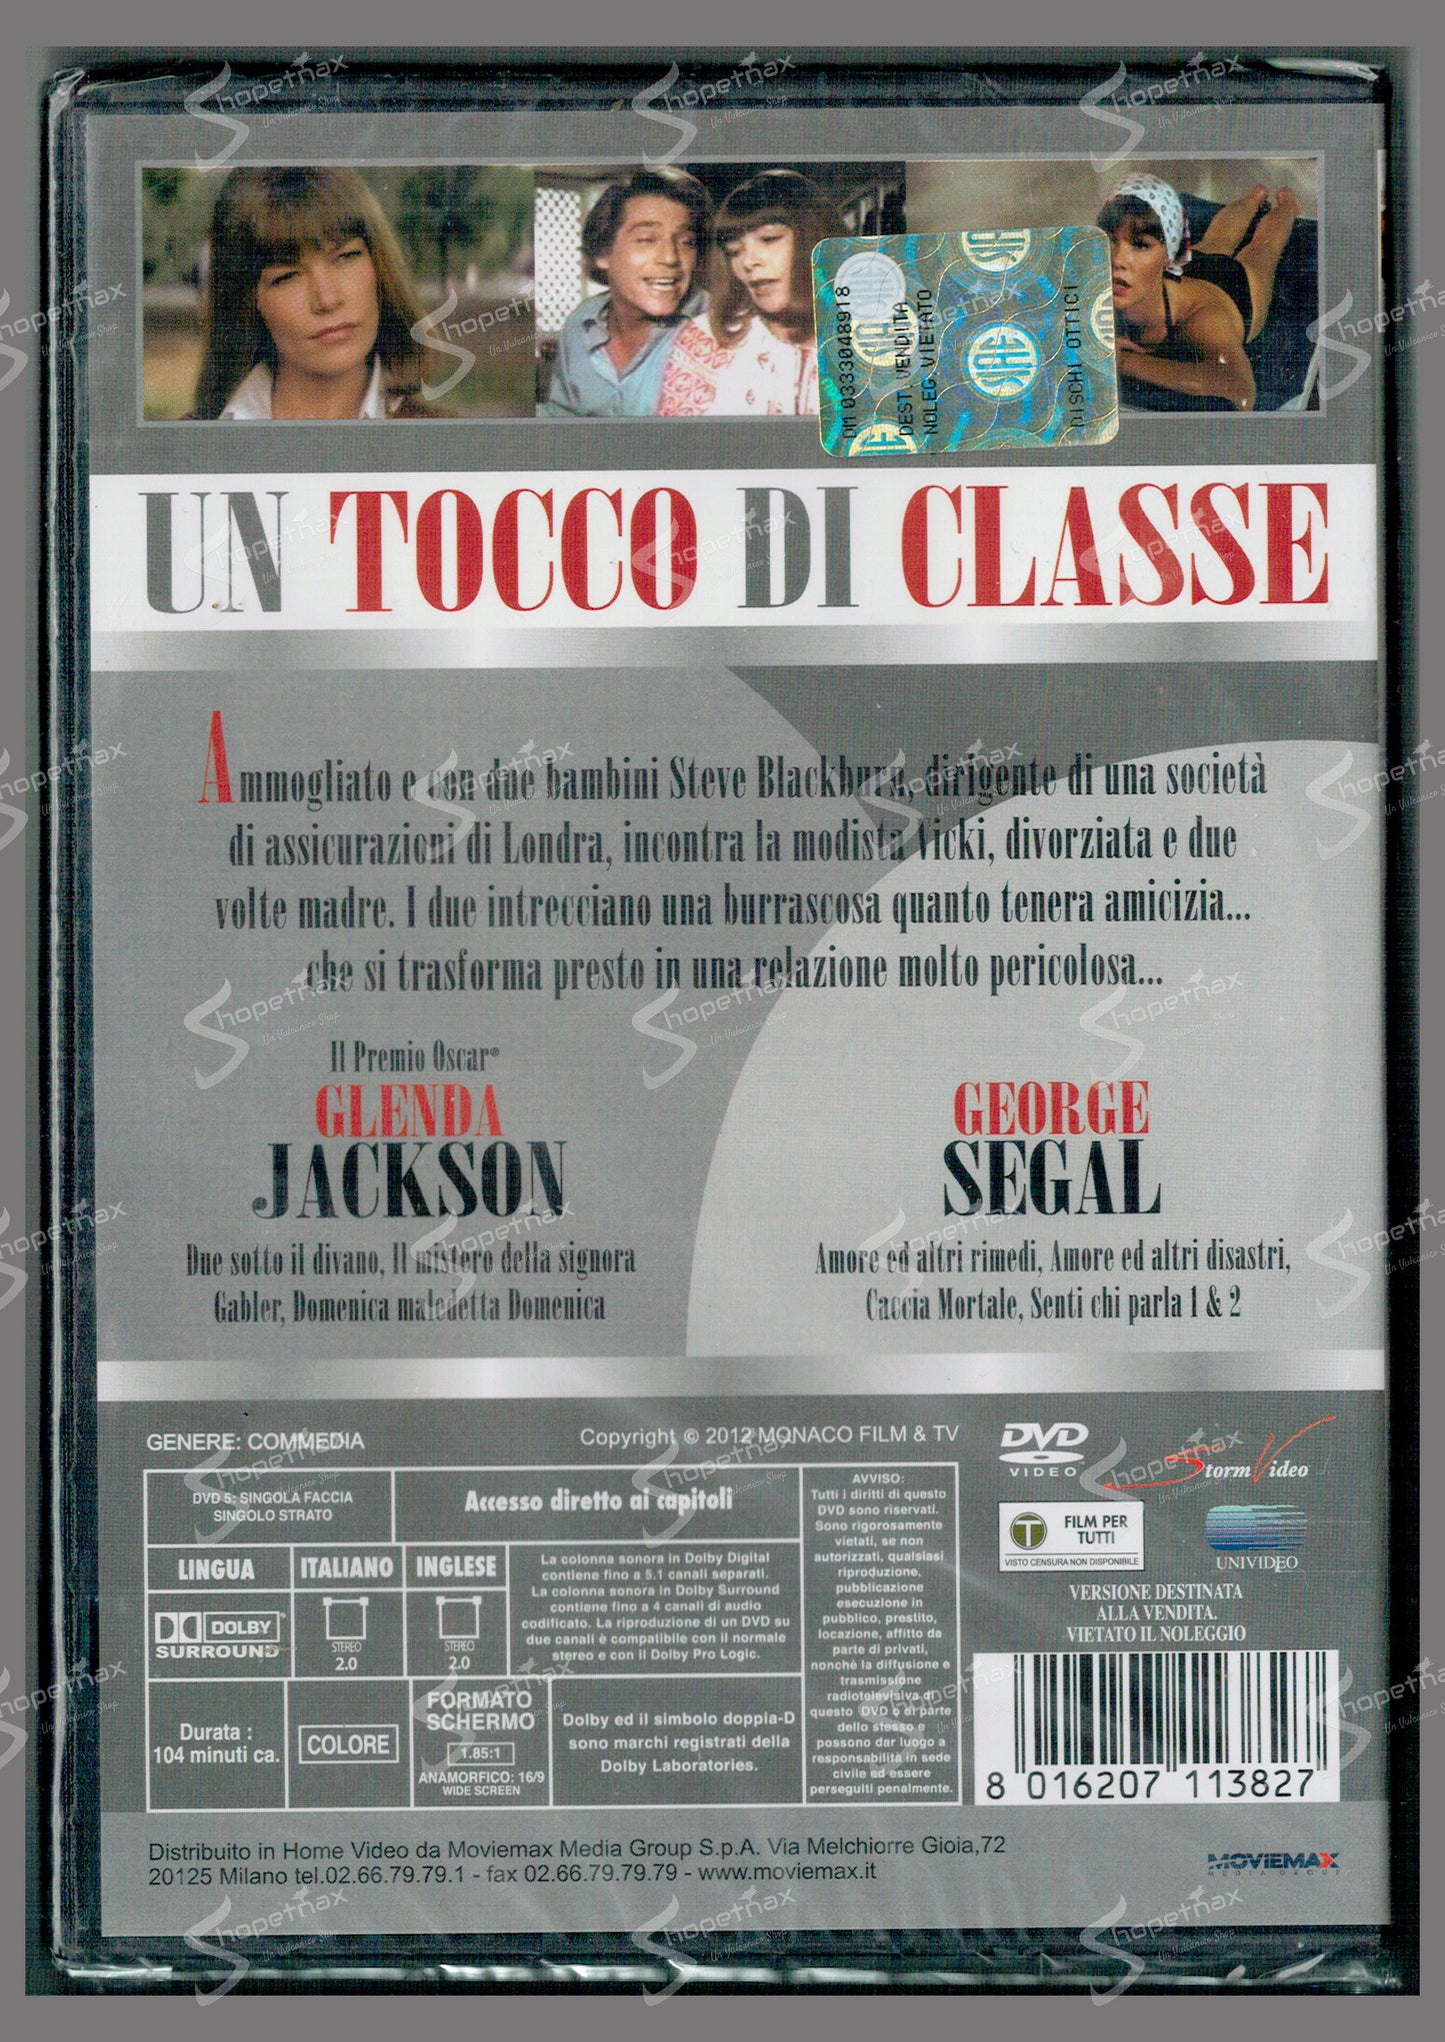 DM 0333048918
DEST. VENDITA
NOLEG VIETATO
DISCHI OTTICI
SIAE
UN TOCCO DI CLASSE
Ammogliato e con due bambini Steve Blackburn, dirigente di una società
di assicurazioni di Londra, incontra la modista Vicki, divorziata e due
volte madre. I due intrecciano una burrascosa quanto tenera amicizia...
che si trasforma presto in una relazione molto pericolosa...
Il Premio Oscar®
GLENDA
JACKSON
Due sotto il divano, Il mistero della signora
Gabler, Domenica maledetta Domenica
GEORGE
SEGAL
Amore ed altri rimedi, Amore ed altri disastri,
Caccia Mortale, Senti chi parla 1 & 2
GENERE: COMMEDIA
Copyright © 2012 MONACO FILM & TV
DVD 5: SINGOLA FACCIA
SINGOLO STRATO
Accesso diretto ai capitoli
LINGUA
ITALIANO
INGLESE
DOLBY
SURROUND
STEREO
2.0
STEREO
2.0
La colonna sonora in Dolby Digital
contiene fino a 5.1 canali separati.
La colonna sonora in Dolby Surround
contiene fino a 4 canali di audio
codificato. La riproduzione di un DVD su
due canali è compatibile con il normale
stereo e con il Dolby Pro Logic.
Durata :
104 minuti ca.
COLORE
FORMATO
SCHERMO
1.85:1
ANAMORFICO: 16/9
WIDE SCREEN
Dolby ed il simbolo doppia-D
sono marchi registrati della
Dolby Laboratories.
AVVISO:
Tutti i diritti di questo
DVD sono riservati.
Sono rigorosamente
vietati, se non
autorizzati, qualsiasi
riproduzione,
pubblicazione
esecuzione in
pubblico, prestito,
locazione, affitto da
parte di privati,
nonché la diffusione e
trasmissione
radiotelevisiva di
questo DVD o di parte
dello stesso e
possono dar luogo a
responsabilità in sede
civile ed essere
perseguiti penalmente.
DVD
VIDEO
StormVideo
T
FILM PER
TUTTI
VISTO CENSURA NON DISPONIBILE
UNIVIDEO
VERSIONE DESTINATA
ALLA VENDITA.
VIETATO IL NOLEGGIO
8 016207 113827
Distribuito in Home Video da Moviemax Media Group S.p.A. Via Melchiorre Gioia,72
20125 Milano tel.02.66.79.79.1 - fax 02.66.79.79.79 - www.moviemax.it
MOVIEMAX
MEDIA GROUP
Shopethax
Un Vulcanico Shop